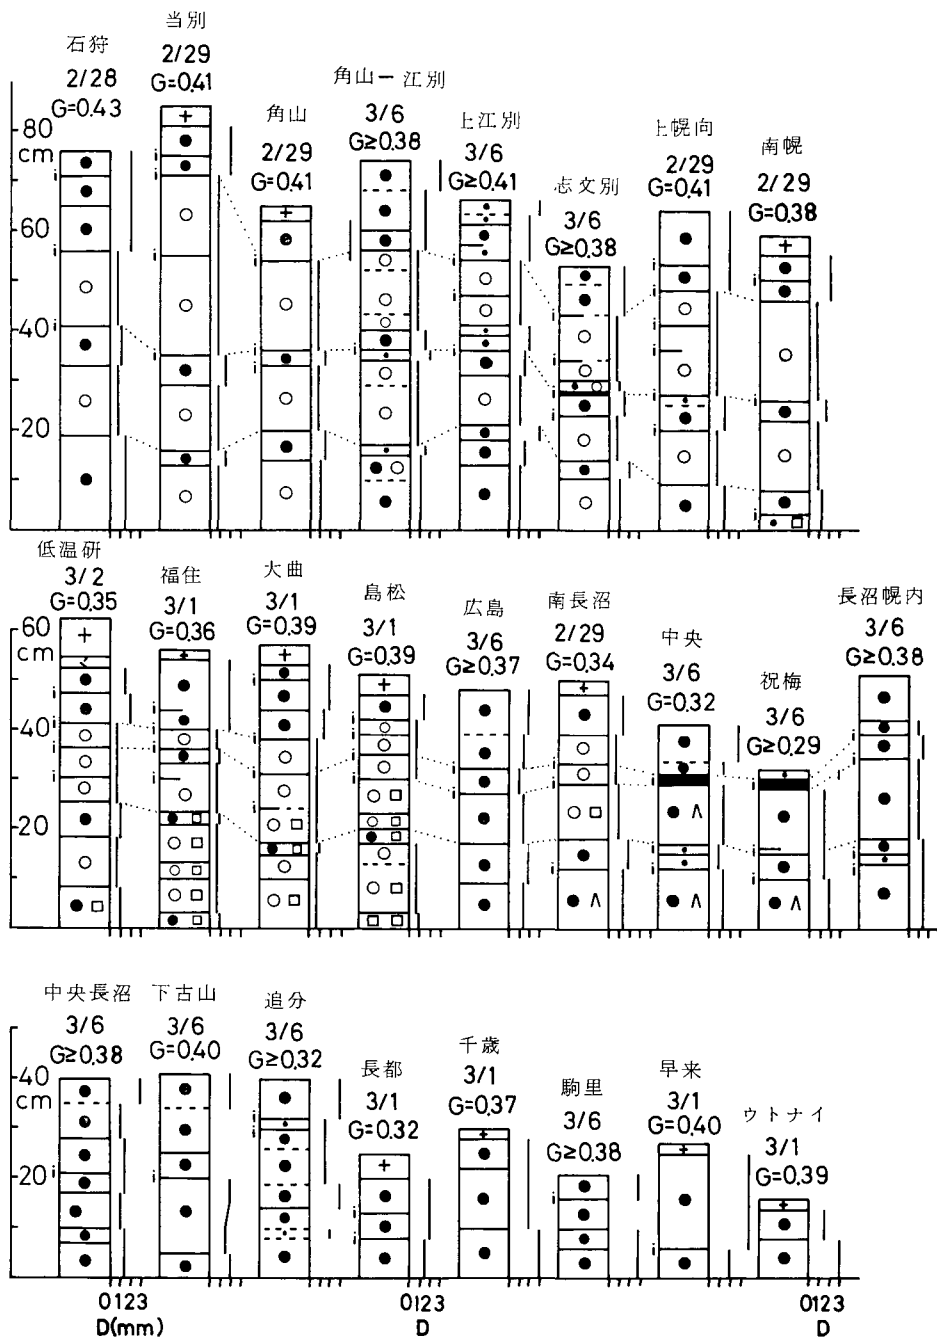 石狩
2/28
G=0.43
当別
2/29
G=0.41
角山
2/29
G=0.41
角山－江別
3/6
G≥0.38
上江別
3/6
G≥0.41
志文別
3/6
G≥0.38
上幌向
2/29
G=0.41
南幌
2/29
G=0.38
80
cm
60
40
20
低温研
3/2
G=0.35
福住
3/1
G=0.36
大曲
3/1
G=0.39
島松
3/1
G=0.39
広島
3/6
G≥0.37
南長沼
2/29
G=0.34
中央
3/6
G=0.32
祝梅
3/6
G≥0.29
長沼幌内
3/6
G≥0.38
60
cm
40
20
中央長沼
3/6
G≥0.38
下古山
3/6
G=0.40
追分
3/6
G≥0.32
長都
3/1
G=0.32
千歳
3/1
G=0.37
駒里
3/6
G≥0.38
早来
3/1
G=0.40
ウトナイ
3/1
G=0.39
40
cm
20
0123
D(mm)
0123
D
0123
D